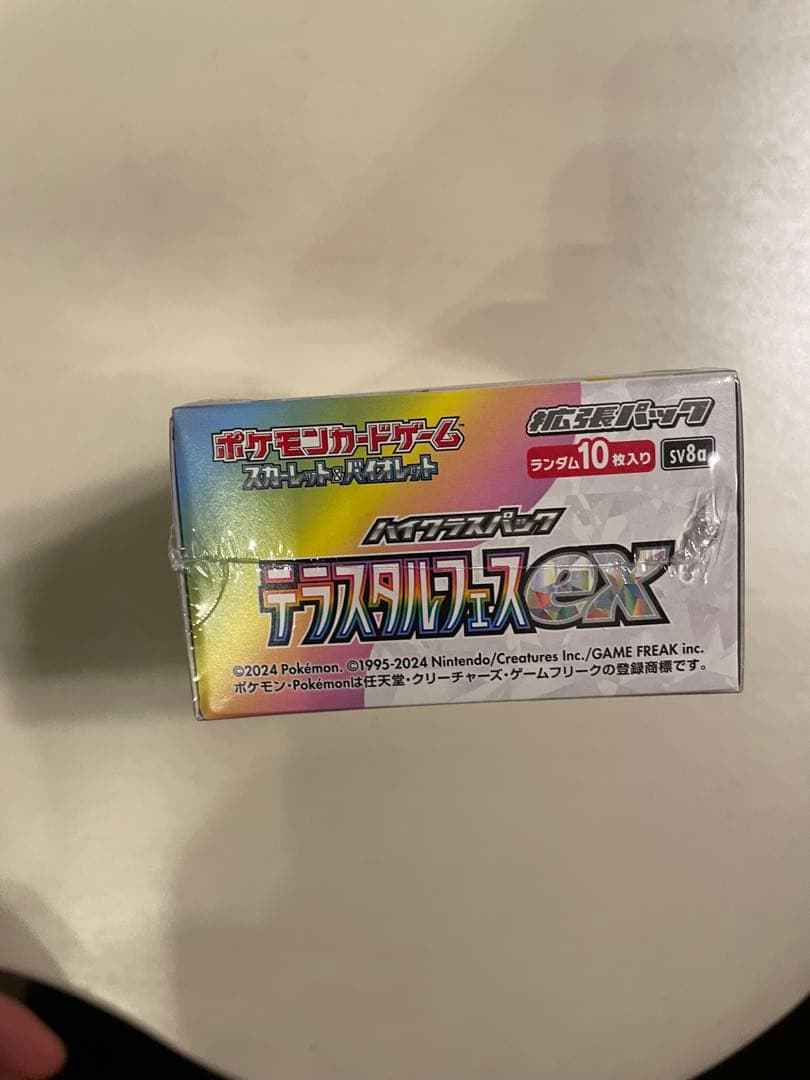 ポケモンカードゲーム
スカーレット&バイオレット
拡張パック
ランダム10枚入り
SV8a
ハイクラスパック
テラスタルフェスex
©2024 Pokémon. ©1995-2024 Nintendo/Creatures Inc./GAME FREAK inc.
ポケモン・Pokémonは任天堂・クリーチャーズ・ゲームフリークの登録商標です。